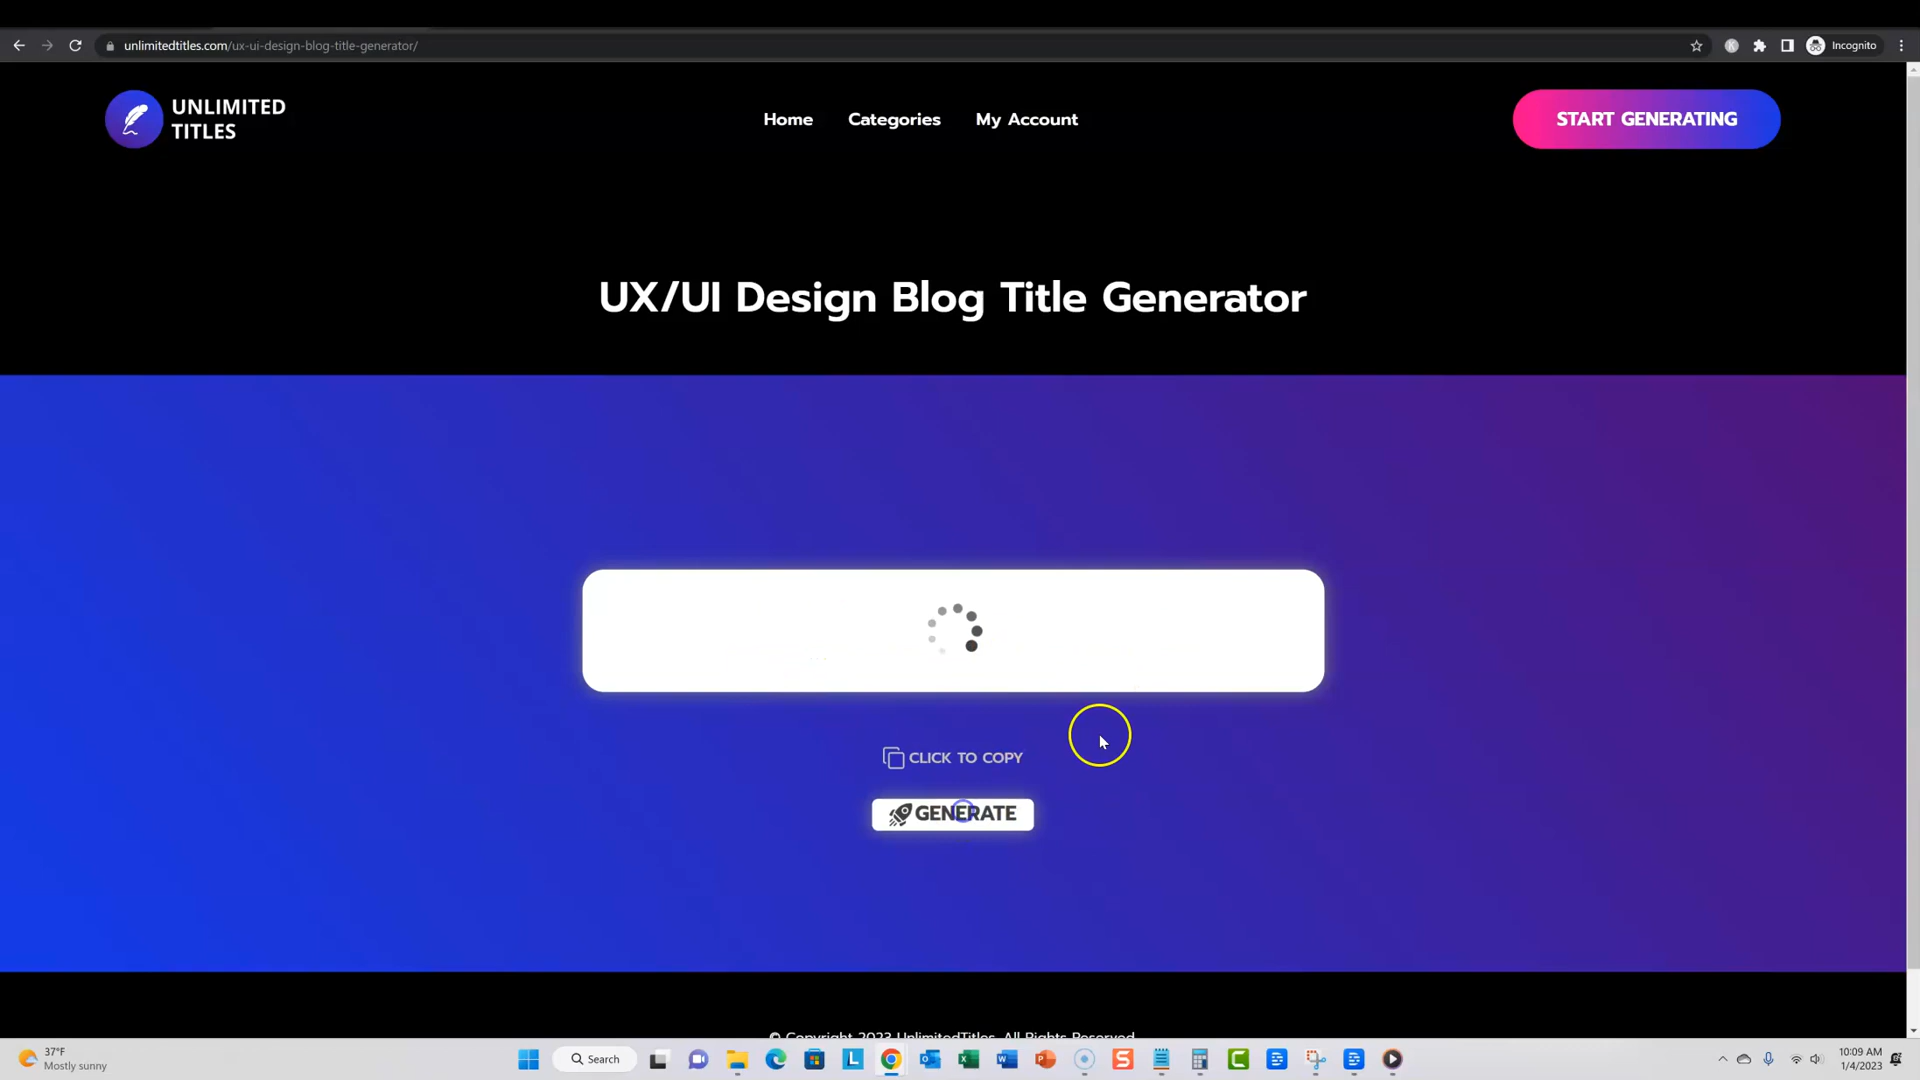 unlimitedtitles.com/ux-ui-design-blog-title-generator/
Incognito
UNLIMITED
TITLES
Home
Categories
My Account
START GENERATING
UX/UI Design Blog Title Generator
CLICK TO COPY
GENERATE
© Copyright 2023 UnlimitedTitles. All Rights Reserved
37°F
Mostly sunny
Search
10:09 AM
1/4/2023